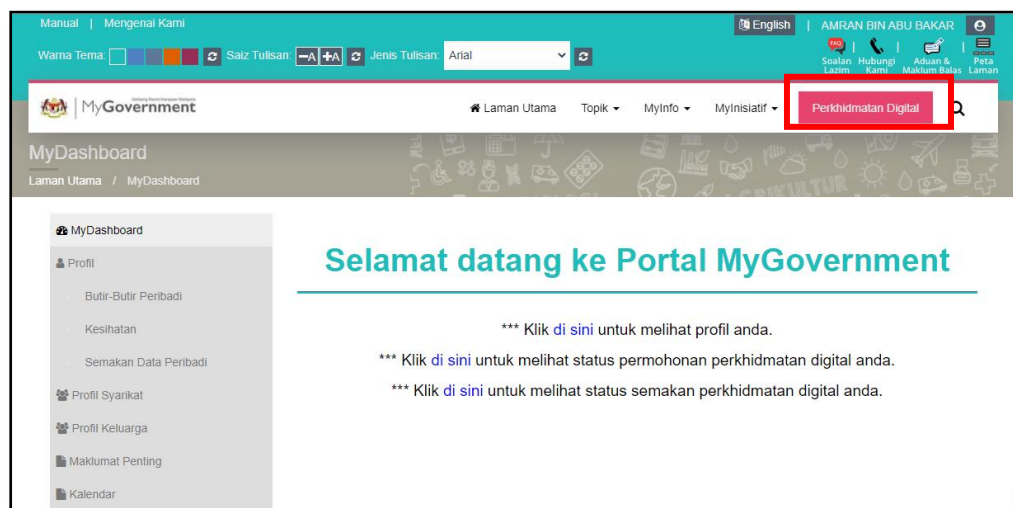 Manual | Mengenai Kami
English | AMRAN BIN ABU BAKAR
Warna Tema: Saiz Tulisan: -A +A Jenis Tulisan: Arial
FAQ
Soalan Lazim | Hubungi Kami | Aduan & Maklum Balas | Peta Laman
MyGovernment
Laman Utama Topik MyInfo MyInisiatif Perkhidmatan Digital
MyDashboard
Laman Utama / MyDashboard
AGRIKULTUR
MyDashboard
Profil
Butir-Butir Peribadi
Kesihatan
Semakan Data Peribadi
Profil Syarikat
Profil Keluarga
Maklumat Penting
Kalendar
Selamat datang ke Portal MyGovernment
*** Klik di sini untuk melihat profil anda.
*** Klik di sini untuk melihat status permohonan perkhidmatan digital anda.
*** Klik di sini untuk melihat status semakan perkhidmatan digital anda.